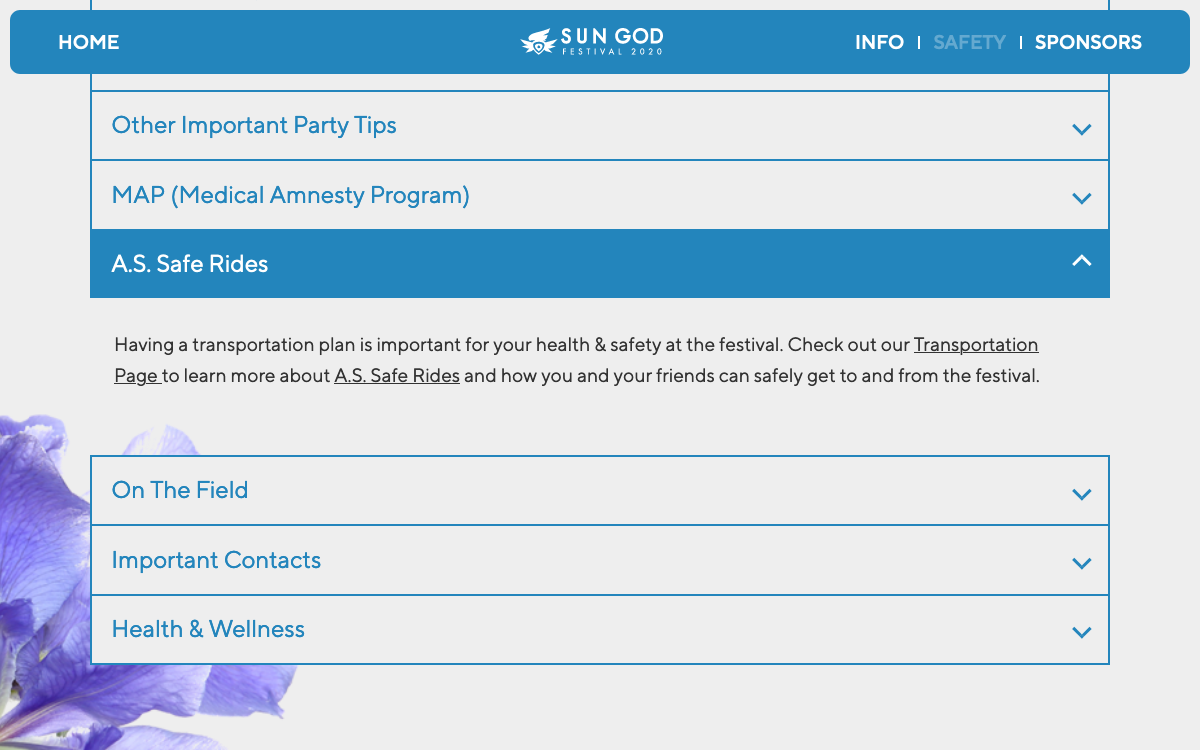 HOME
SUN GOD
FESTIVAL 2020
INFO | SAFETY | SPONSORS
Other Important Party Tips
MAP (Medical Amnesty Program)
A.S. Safe Rides
Having a transportation plan is important for your health & safety at the festival. Check out our Transportation
Page to learn more about A.S. Safe Rides and how you and your friends can safely get to and from the festival.
On The Field
Important Contacts
Health & Wellness